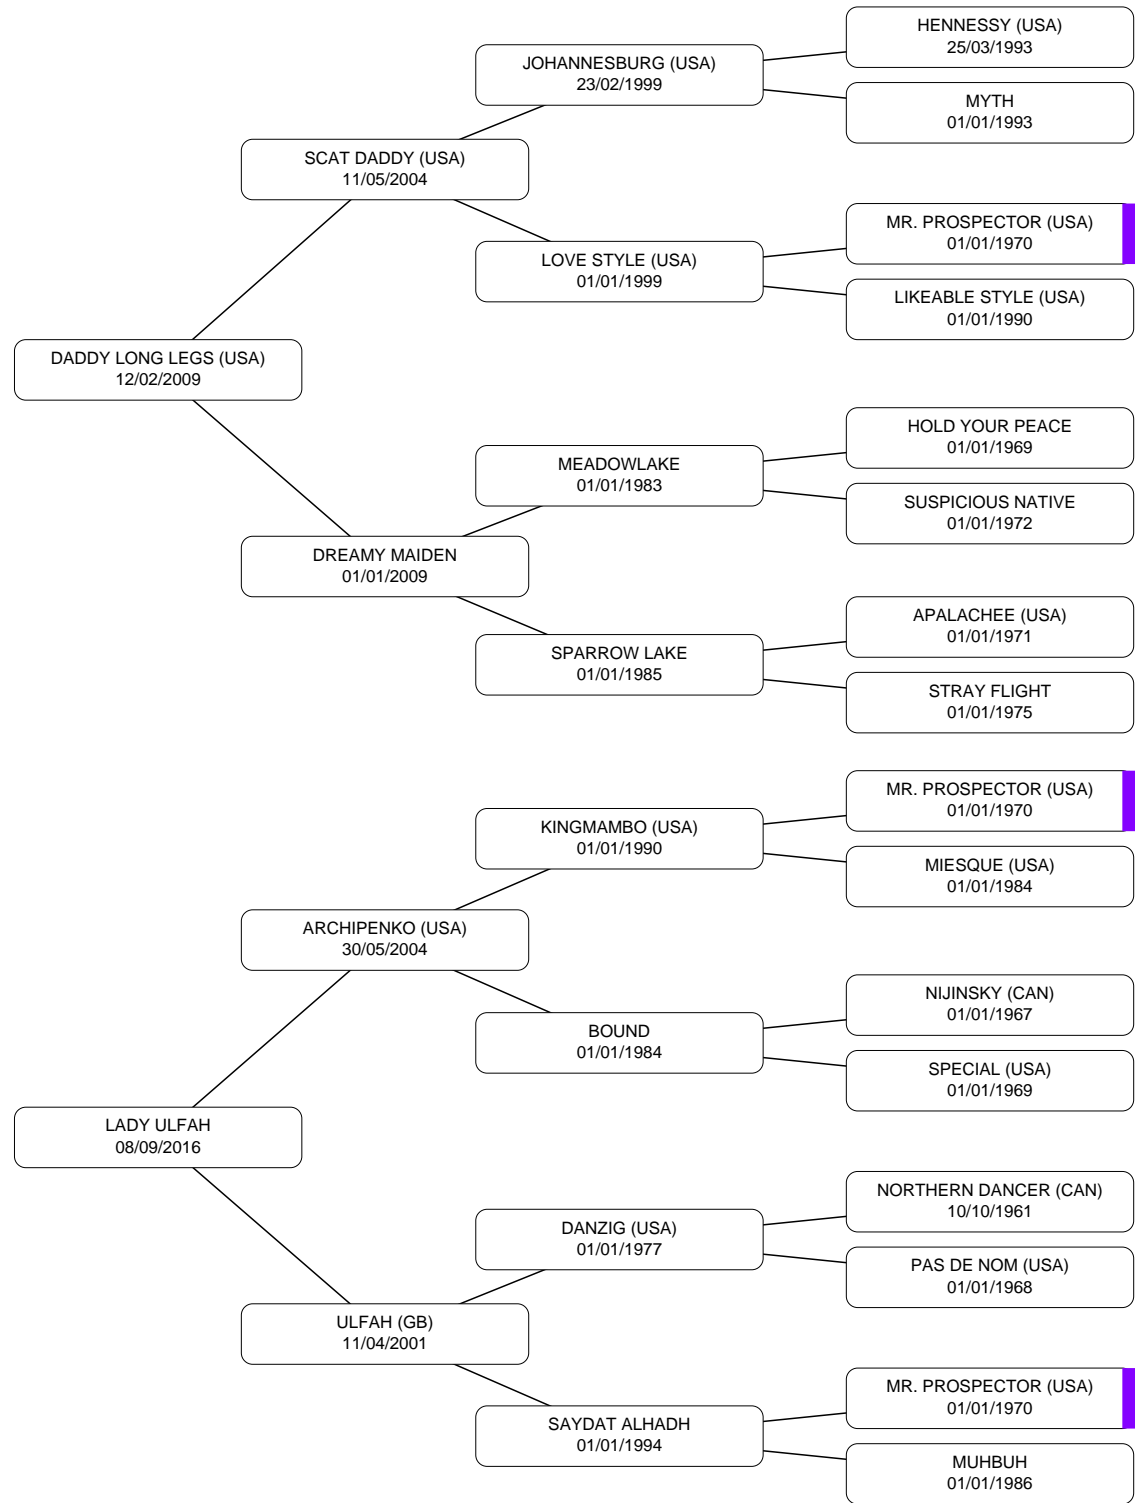 HENNESSY (USA)
25/03/1993
JOHANNESBURG (USA)
23/02/1999
MYTH
01/01/1993
SCAT DADDY (USA)
11/05/2004
MR. PROSPECTOR (USA)
01/01/1970
LOVE STYLE (USA)
01/01/1999
LIKEABLE STYLE (USA)
01/01/1990
DADDY LONG LEGS (USA)
12/02/2009
HOLD YOUR PEACE
01/01/1969
MEADOWLAKE
01/01/1983
SUSPICIOUS NATIVE
01/01/1972
DREAMY MAIDEN
01/01/2009
APALACHEE (USA)
01/01/1971
SPARROW LAKE
01/01/1985
STRAY FLIGHT
01/01/1975
MR. PROSPECTOR (USA)
01/01/1970
KINGMAMBO (USA)
01/01/1990
MIESQUE (USA)
01/01/1984
ARCHIPENKO (USA)
30/05/2004
NIJINSKY (CAN)
01/01/1967
BOUND
01/01/1984
SPECIAL (USA)
01/01/1969
LADY ULFAH
08/09/2016
NORTHERN DANCER (CAN)
10/10/1961
DANZIG (USA)
01/01/1977
PAS DE NOM (USA)
01/01/1968
ULFAH (GB)
11/04/2001
MR. PROSPECTOR (USA)
01/01/1970
SAYDAT ALHADH
01/01/1994
MUHBUH
01/01/1986